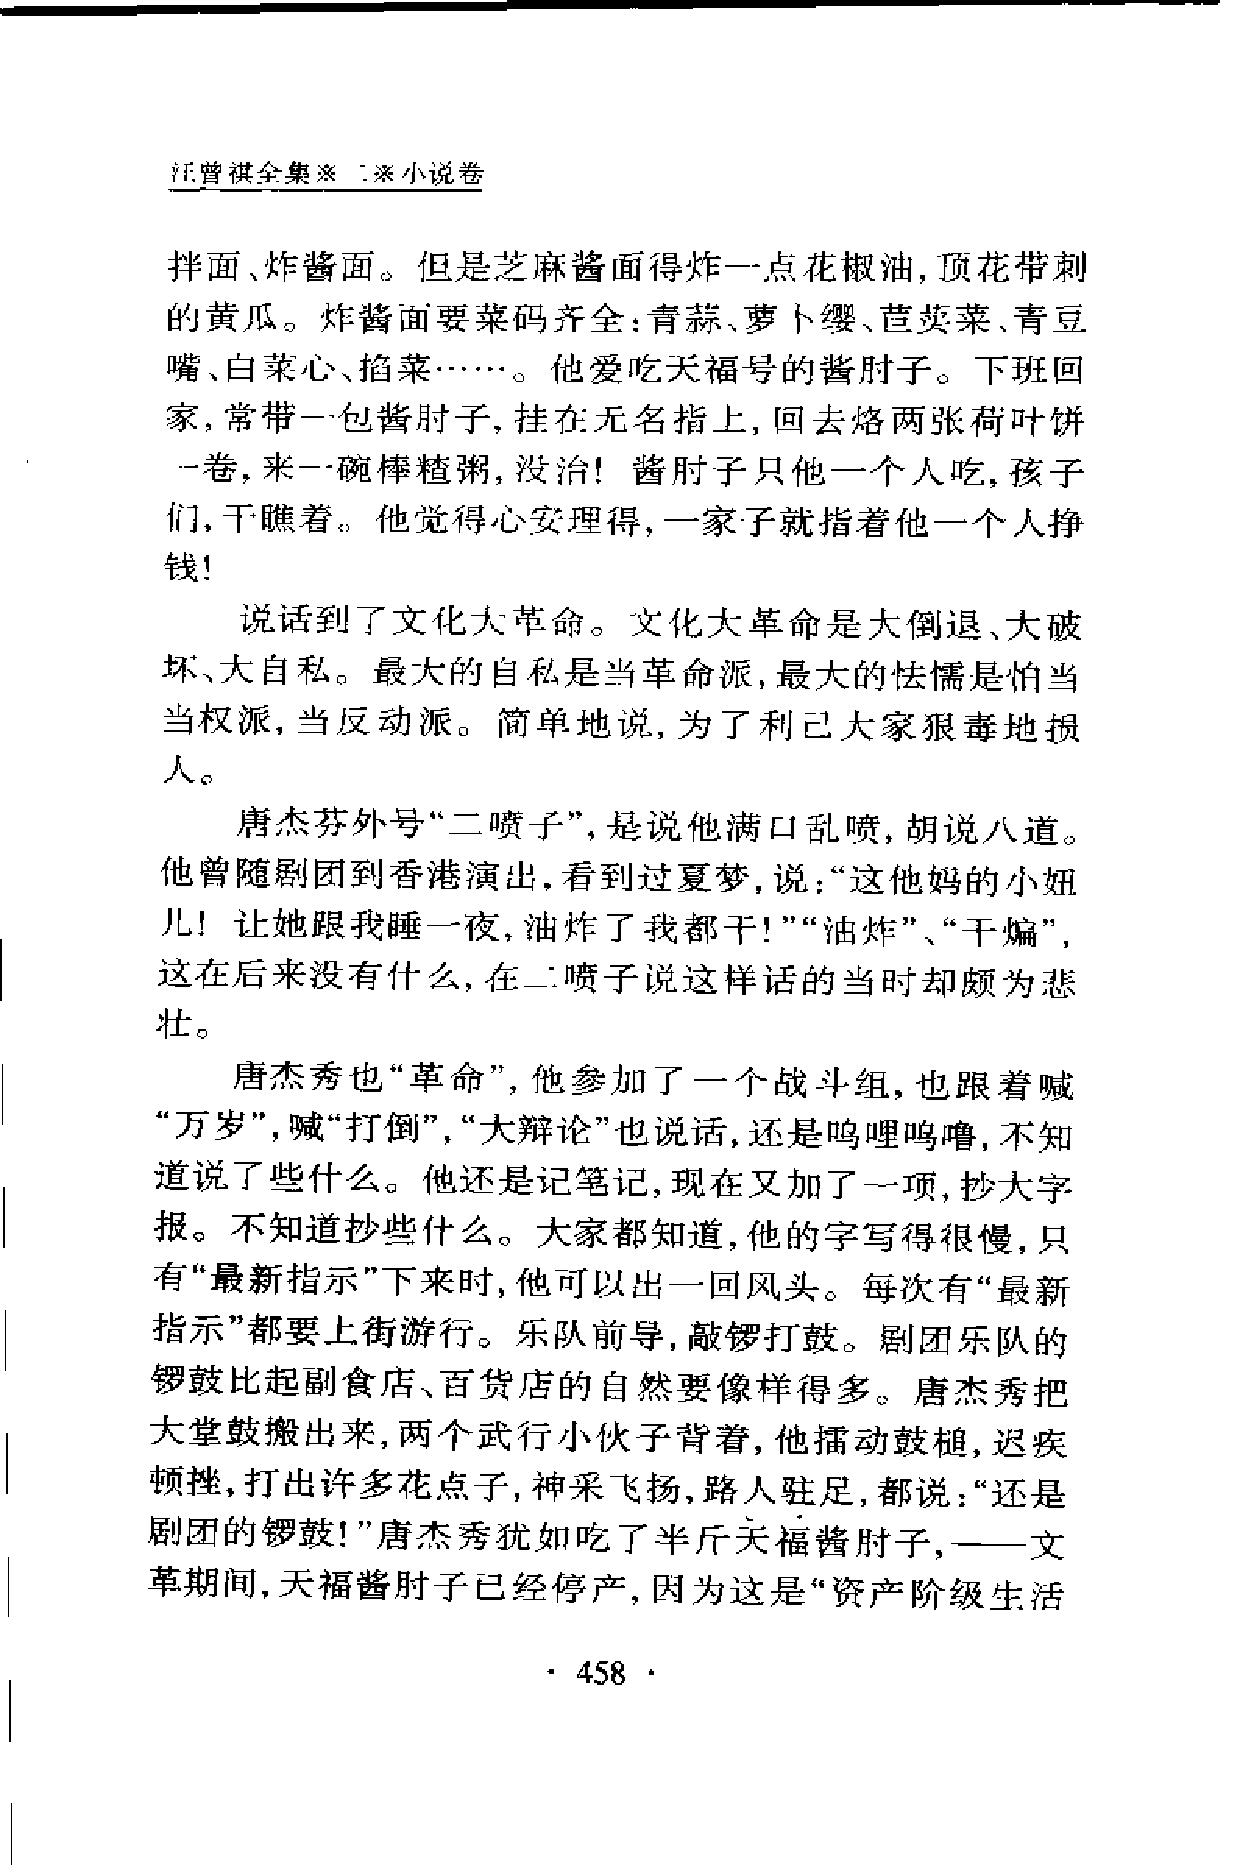 汪曾祺全集※二※小说卷
拌面、炸酱面。但是芝麻酱面得炸一点花椒油,顶花带刺
的黄瓜。炸酱面要菜码齐全:青蒜、萝卜缨、苣荬菜、青豆
嘴、白菜心、掐菜……。他爱吃天福号的酱肘子。下班回
家,常带一包酱肘子,挂在无名指上,回去烙两张荷叶饼
一卷,来一碗棒𥻗粥,没治! 酱肘子只他一个人吃,孩子
们,干瞧着。他觉得心安理得,一家子就指着他一个人挣
钱!
说话到了文化大革命。文化大革命是大倒退、大破
坏、大自私。最大的自私是当革命派,最大的怯懦是怕当
当权派,当反动派。简单地说,为了利己大家狠毒地损
人。
唐杰芬外号“二喷子”,是说他满口乱喷,胡说八道。
他曾随剧团到香港演出,看到过夏梦,说:“这他妈的小妞
儿! 让她跟我睡一夜,油炸了我都干!”“油炸”、“干煸”,
这在后来没有什么,在二喷子说这样话的当时却颇为悲
壮。
唐杰秀也“革命”,他参加了一个战斗组,也跟着喊
“万岁”,喊“打倒”,“大辩论”也说话,还是呜哩呜噜,不知
道说了些什么。他还是记笔记,现在又加了一项,抄大字
报。不知道抄些什么。大家都知道,他的字写得很慢,只
有“最新指示”下来时,他可以出一回风头。每次有“最新
指示”都要上街游行。乐队前导,敲锣打鼓。剧团乐队的
锣鼓比起副食店、百货店的自然要像样得多。唐杰秀把
大堂鼓搬出来,两个武行小伙子背着,他擂动鼓槌,迟疾
顿挫,打出许多花点子,神采飞扬,路人驻足,都说:“还是
剧团的锣鼓!”唐杰秀犹如吃了半斤天福酱肘子,——文
革期间,天福酱肘子已经停产,因为这是“资产阶级生活
· 458 ·